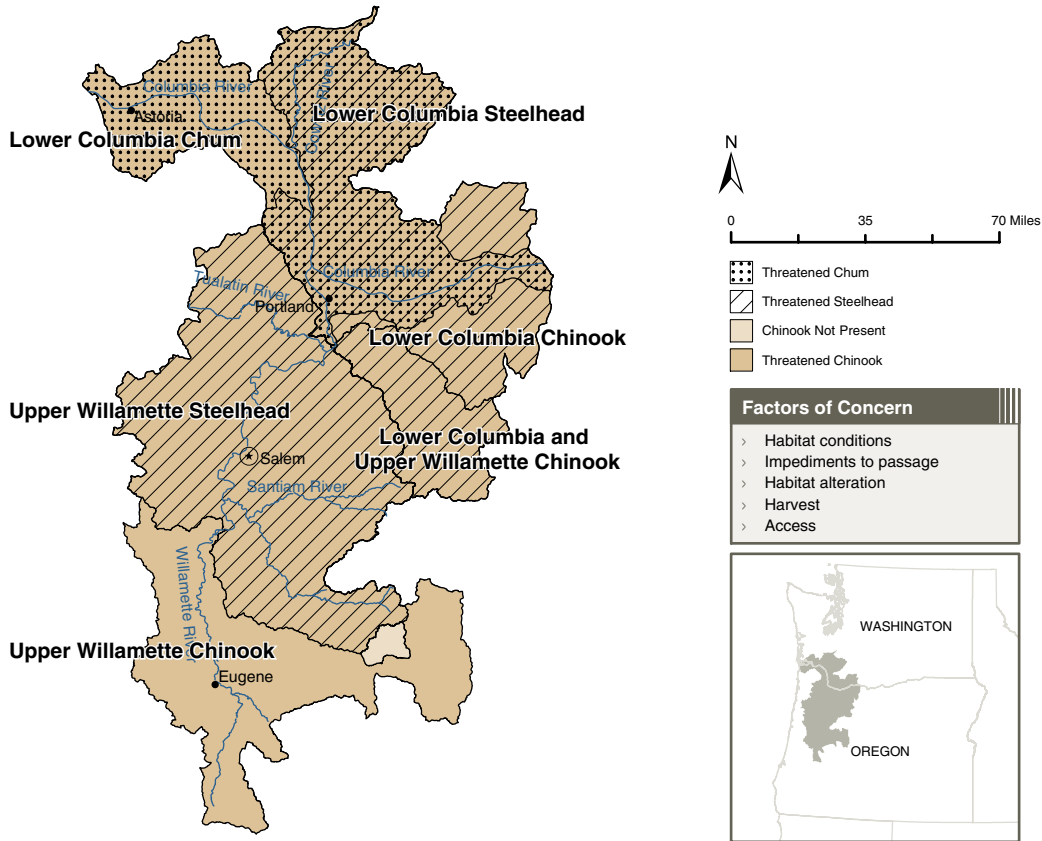 Columbia River
Astoria
Cowlitz River
Lower Columbia Steelhead
Lower Columbia Chum
Columbia River
Tualatin River
Portland
Lower Columbia Chinook
Upper Willamette Steelhead
Lower Columbia and
Upper Willamette Chinook
Salem
Santiam River
Willamette River
Upper Willamette Chinook
Eugene
N
0 35 70 Miles
Threatened Chum
Threatened Steelhead
Chinook Not Present
Threatened Chinook
Factors of Concern
› Habitat conditions
› Impediments to passage
› Habitat alteration
› Harvest
› Access
WASHINGTON
OREGON